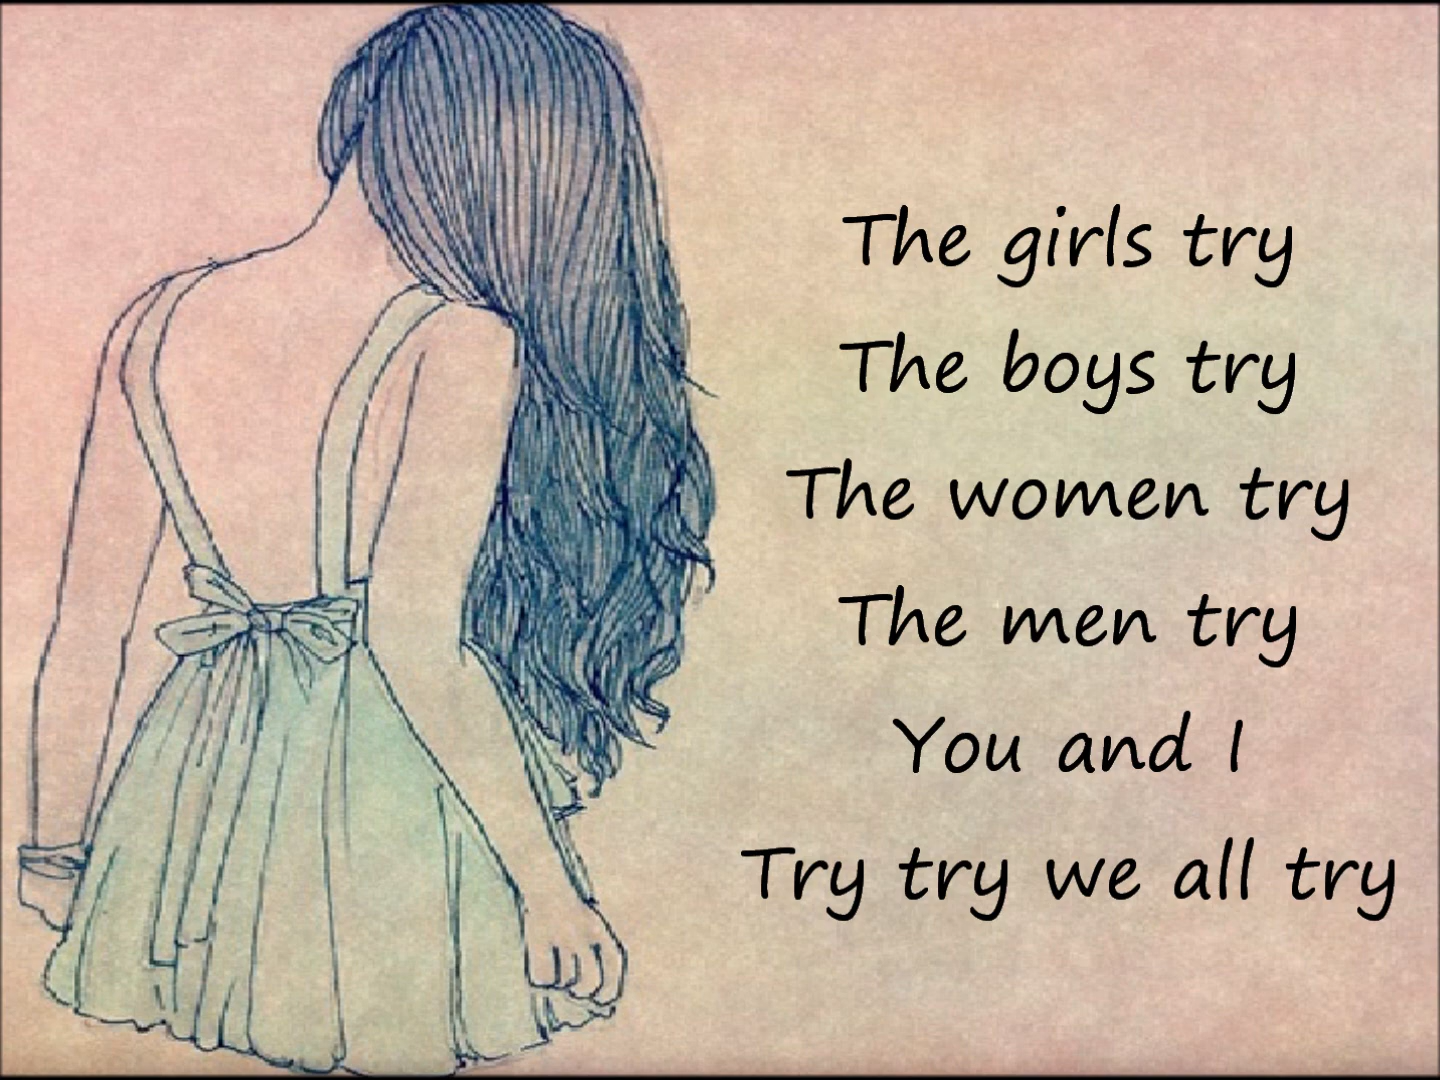 The girls try
The boys try
The women try
The men try
You and I
Try try we all try